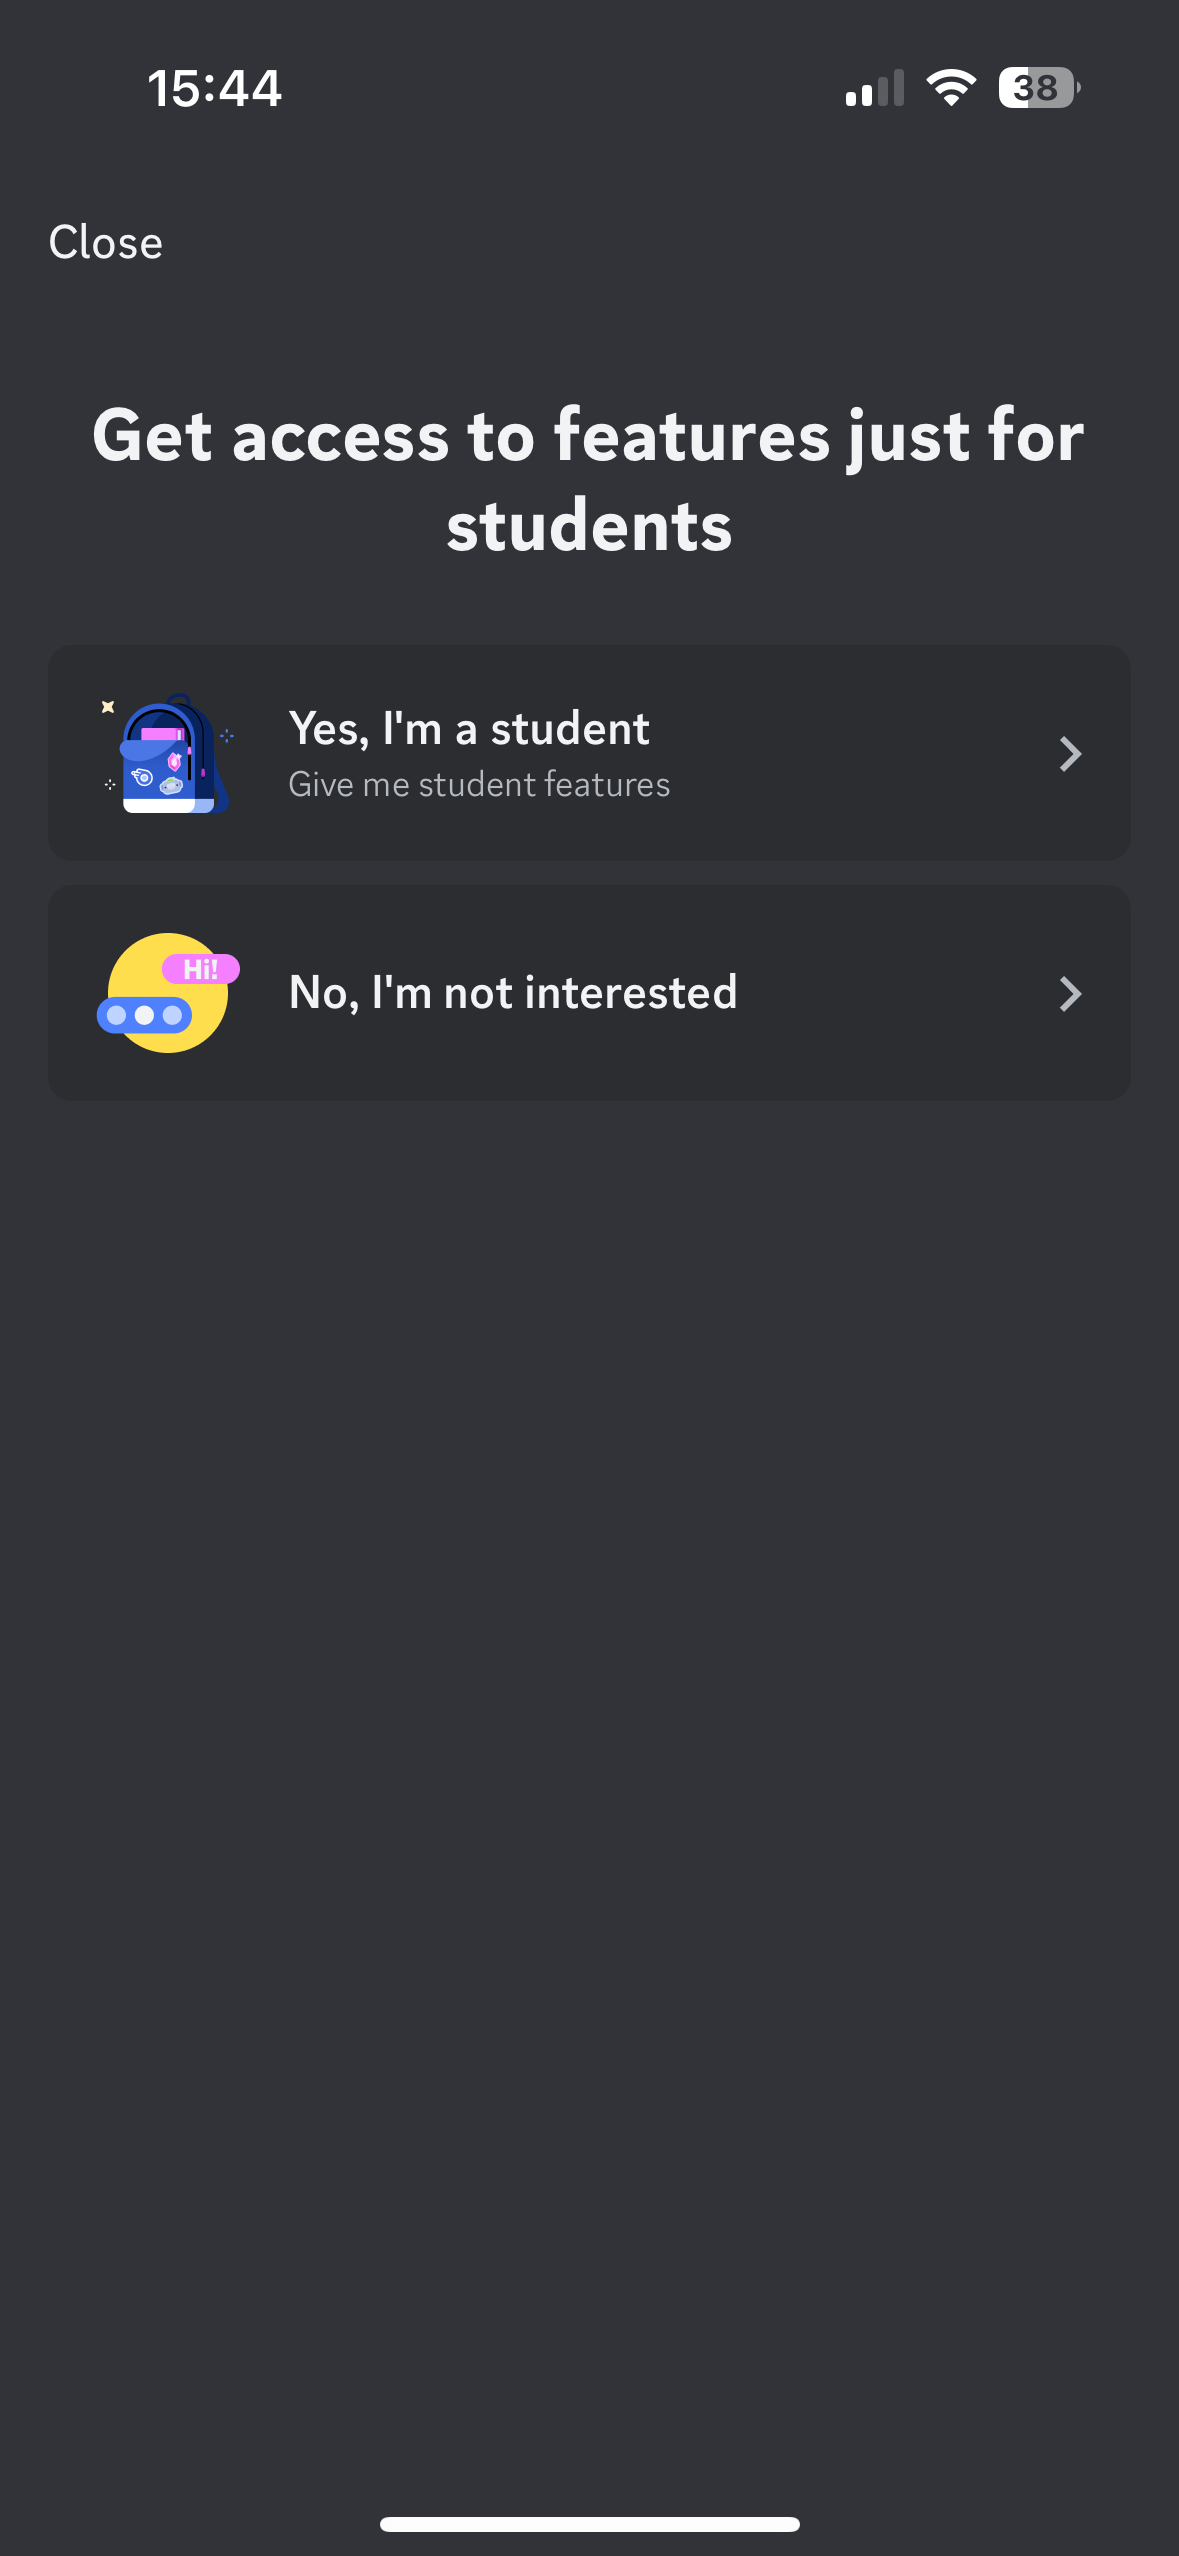 15:44
38
Close
Get access to features just for
students
Yes, I'm a student
Give me student features
Hi!
No, I'm not interested